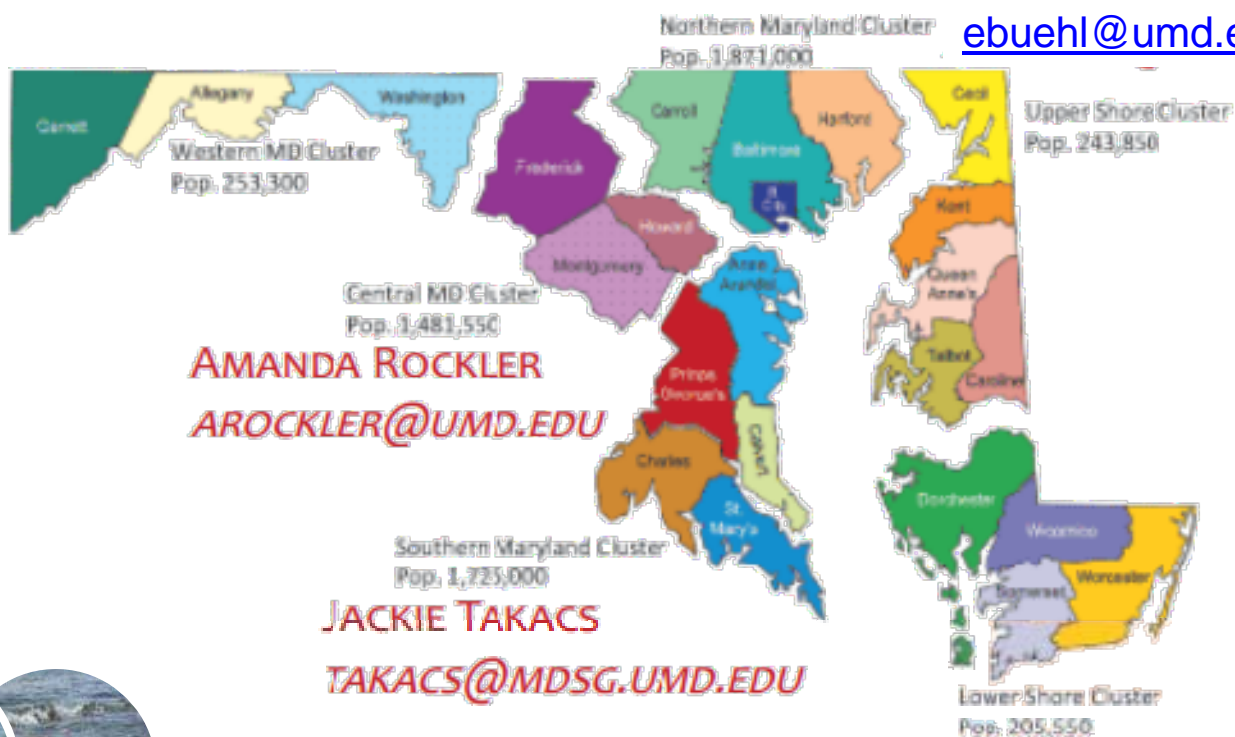 Northern Maryland Cluster
Pop. 1,871,000
ebuehl@umd.e
Garrett
Allegany
Washington
Western MD Cluster
Pop. 253,300
Frederick
Carroll
Baltimore
B. City
Harford
Cecil
Upper Shore Cluster
Pop. 243,850
Kent
Queen
Anne's
Talbot
Caroline
Howard
Montgomery
Central MD Cluster
Pop. 1,481,550
AMANDA ROCKLER
AROCKLER@UMD.EDU
Anne
Arundel
Prince
George's
Calvert
Charles
St.
Mary's
Southern Maryland Cluster
Pop. 1,725,000
JACKIE TAKACS
TAKACS@MDSG.UMD.EDU
Dorchester
Wicomico
Somerset
Worcester
Lower Shore Cluster
Pop. 205,550